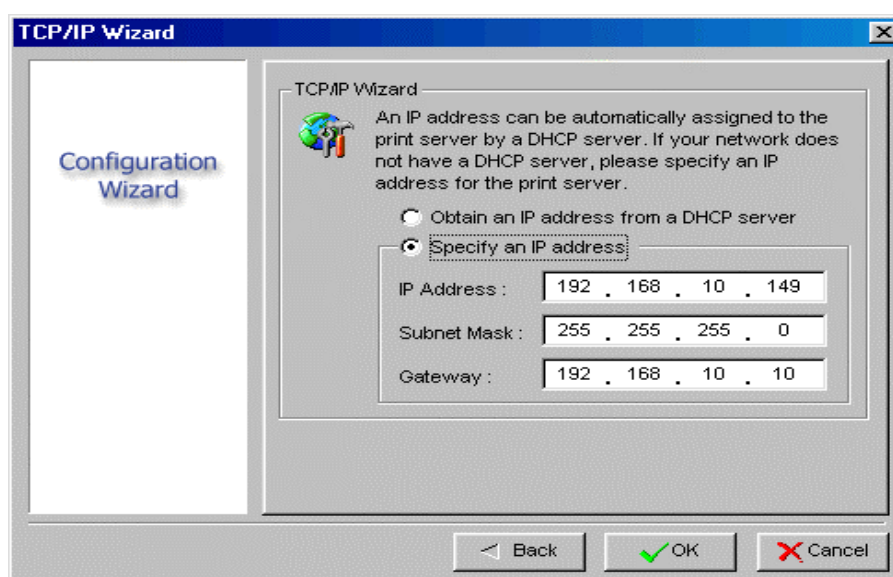 TCP/IP Wizard
Configuration
Wizard
TCP/IP Wizard
An IP address can be automatically assigned to the
print server by a DHCP server. If your network does
not have a DHCP server, please specify an IP
address for the print server.
Obtain an IP address from a DHCP server
Specify an IP address
IP Address : 192 . 168 . 10 . 149
Subnet Mask : 255 . 255 . 255 . 0
Gateway : 192 . 168 . 10 . 10
< Back OK Cancel